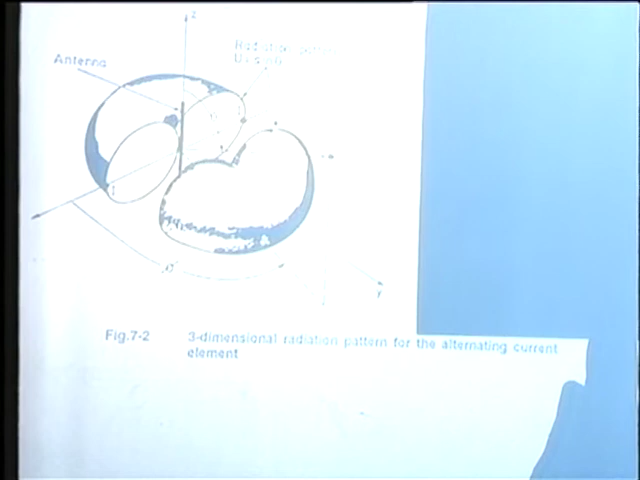 z
Antenna
Fig.7-2 3-dimensional radiation pattern for the alternating current
element